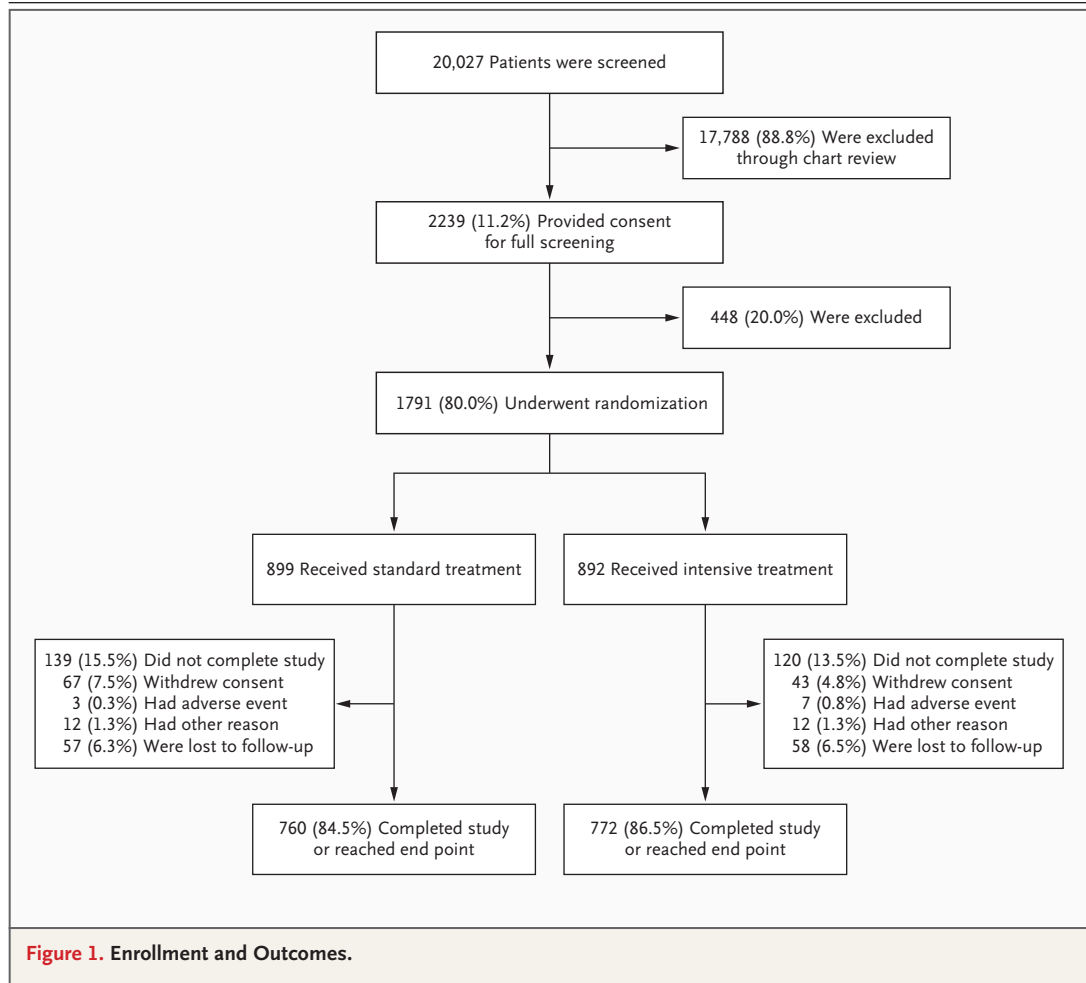 20,027 Patients were screened
17,788 (88.8%) Were excluded
through chart review
2239 (11.2%) Provided consent
for full screening
448 (20.0%) Were excluded
1791 (80.0%) Underwent randomization
899 Received standard treatment
892 Received intensive treatment
139 (15.5%) Did not complete study
67 (7.5%) Withdrew consent
3 (0.3%) Had adverse event
12 (1.3%) Had other reason
57 (6.3%) Were lost to follow-up
120 (13.5%) Did not complete study
43 (4.8%) Withdrew consent
7 (0.8%) Had adverse event
12 (1.3%) Had other reason
58 (6.5%) Were lost to follow-up
760 (84.5%) Completed study
or reached end point
772 (86.5%) Completed study
or reached end point
Figure 1. Enrollment and Outcomes.